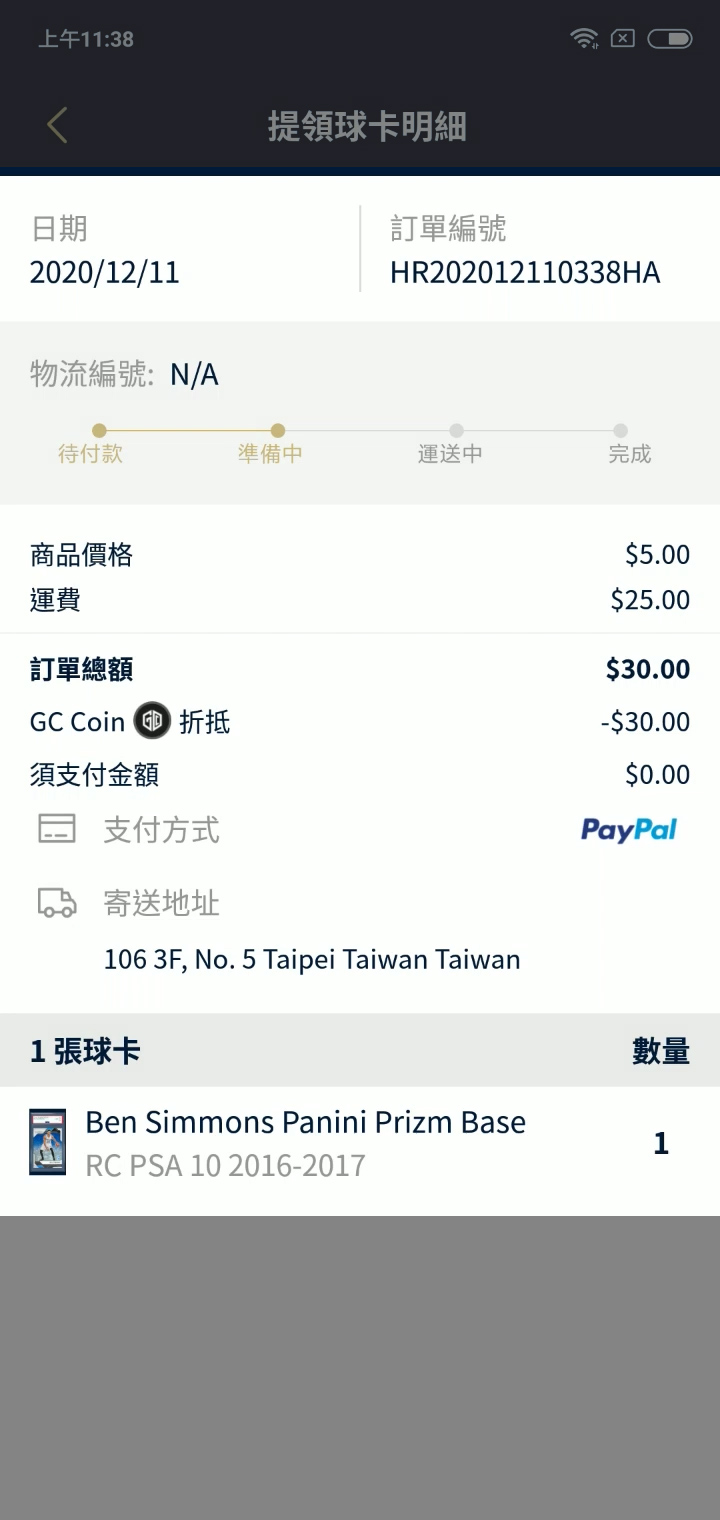 上午11:38
提領球卡明細
日期
2020/12/11
訂單編號
HR202012110338HA
物流編號: N/A
待付款 準備中 運送中 完成
商品價格 $5.00
運費 $25.00
訂單總額 $30.00
GC Coin 折抵 -$30.00
須支付金額 $0.00
支付方式 PayPal
寄送地址
106 3F, No. 5 Taipei Taiwan Taiwan
1 張球卡 數量
Ben Simmons Panini Prizm Base 1
RC PSA 10 2016-2017